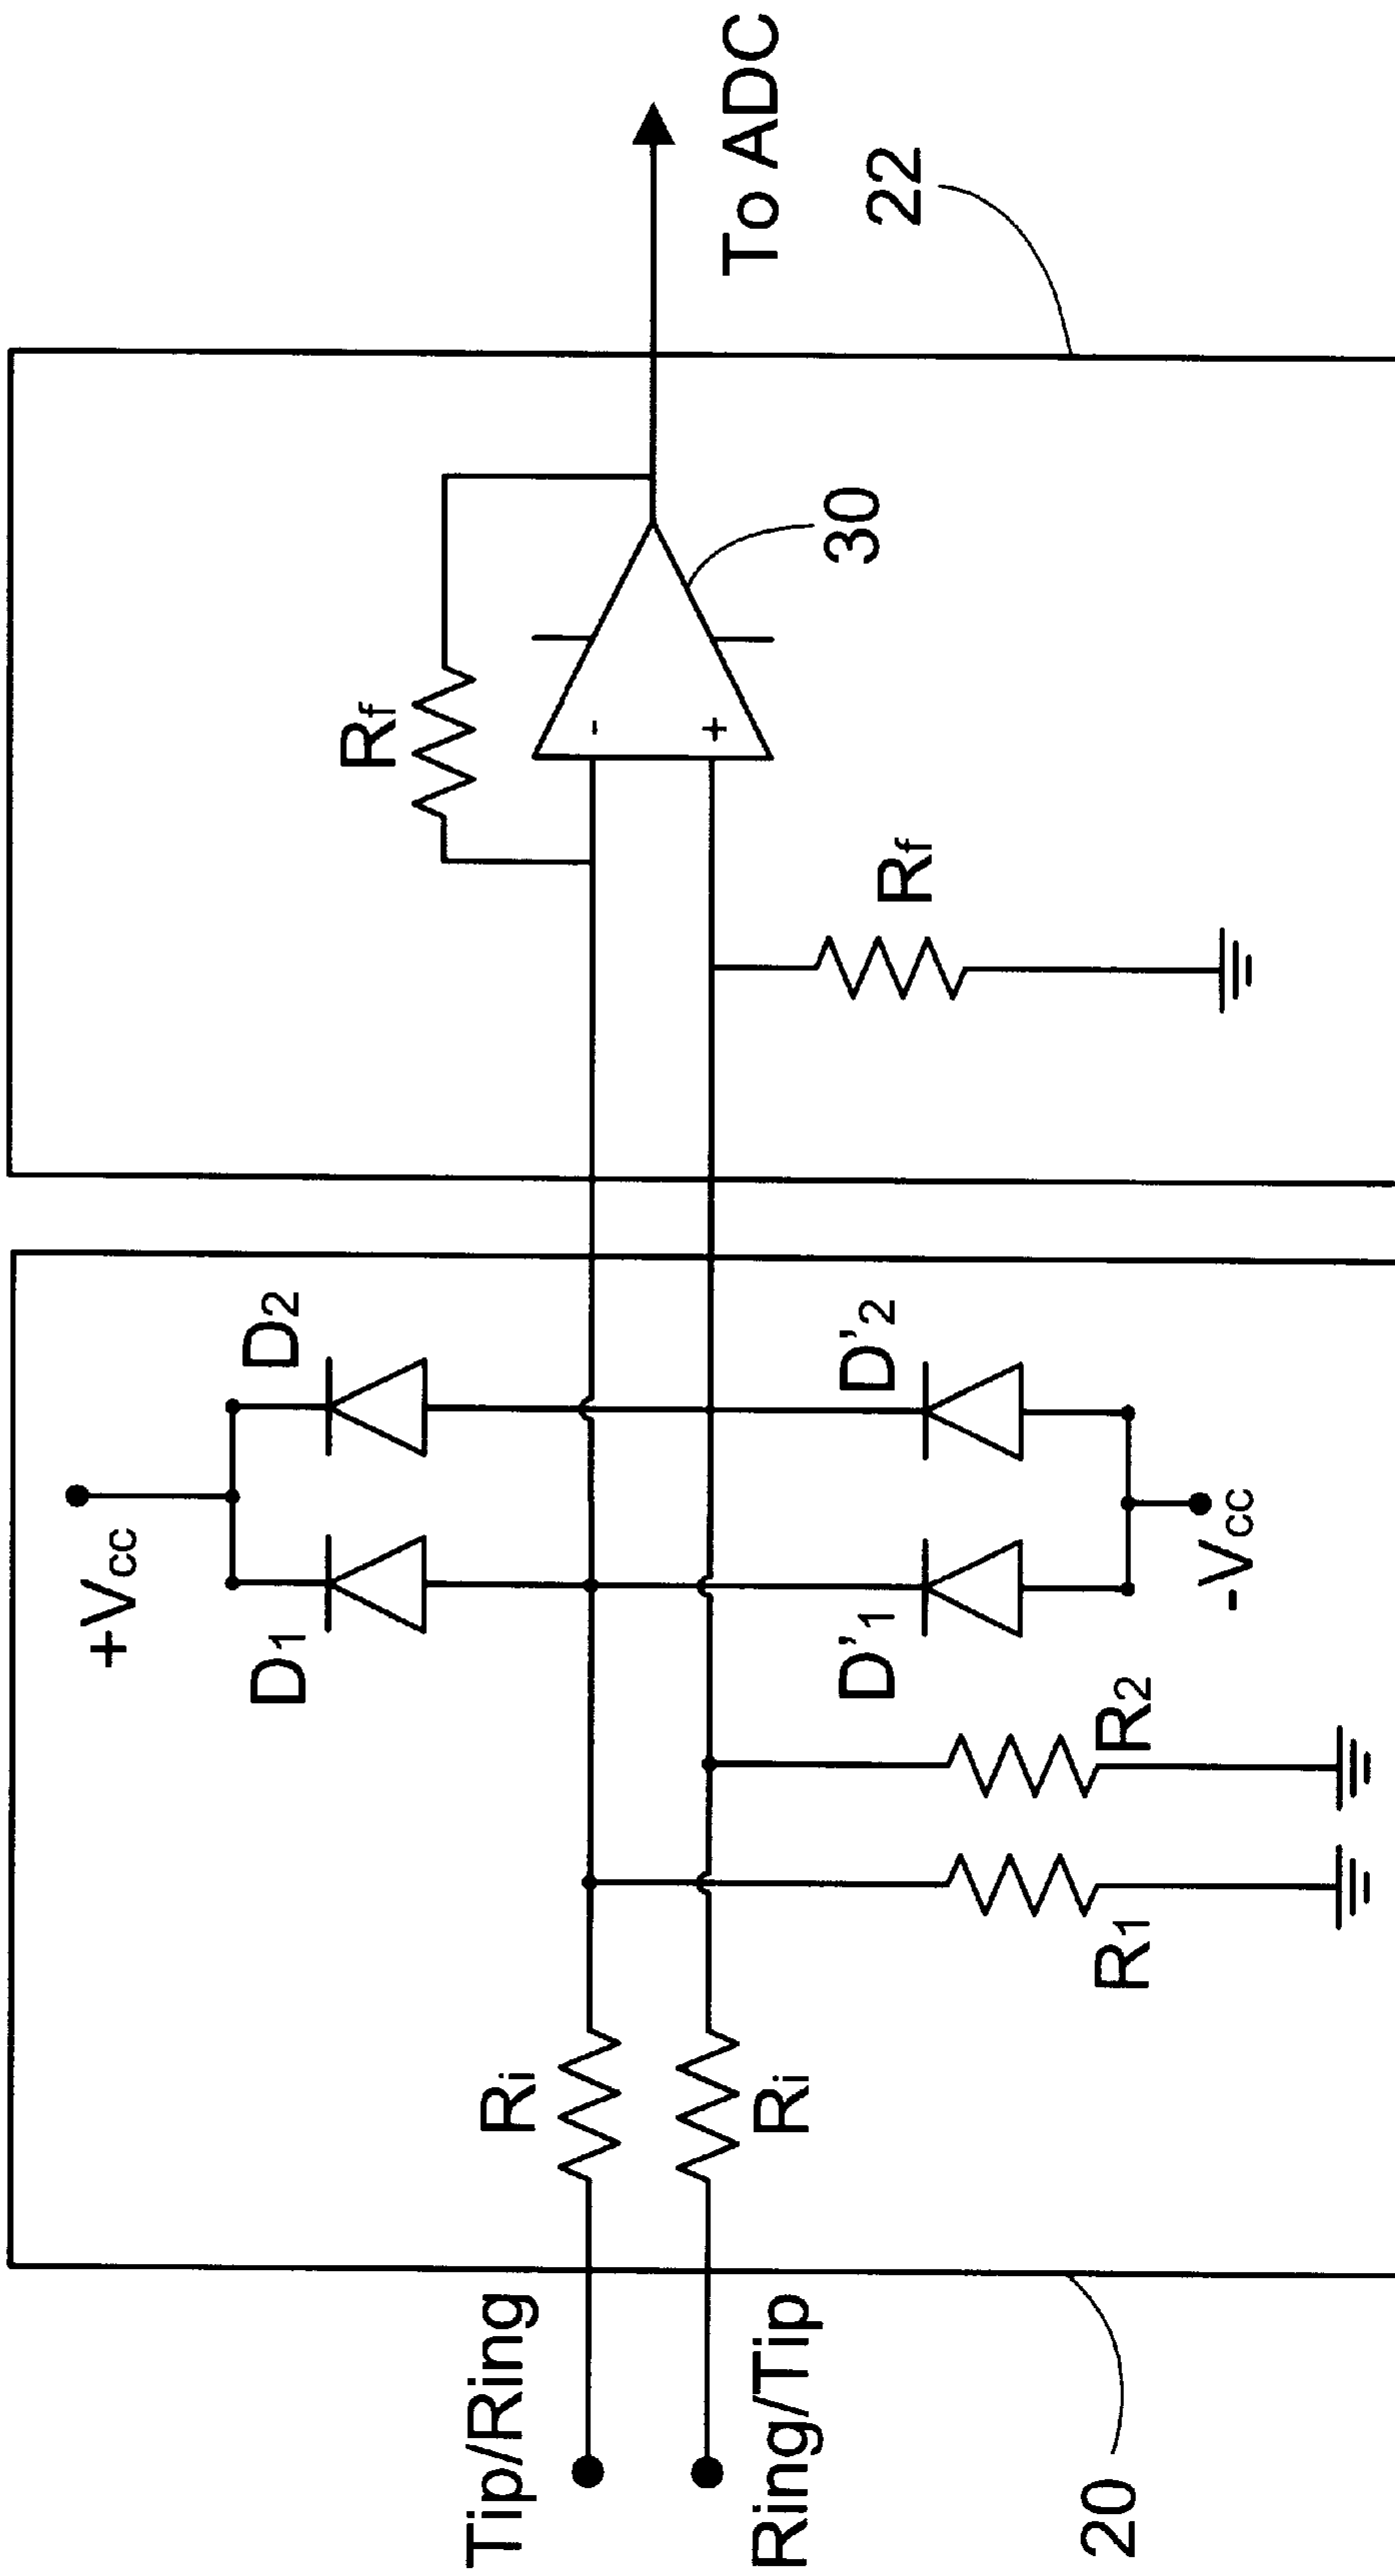 Tip/Ring
Ring/Tip
20
Ri
Ri
R1
R2
+Vcc
D1
D2
D'1
D'2
-Vcc
Rf
Rf
-
+
30
22
To ADC